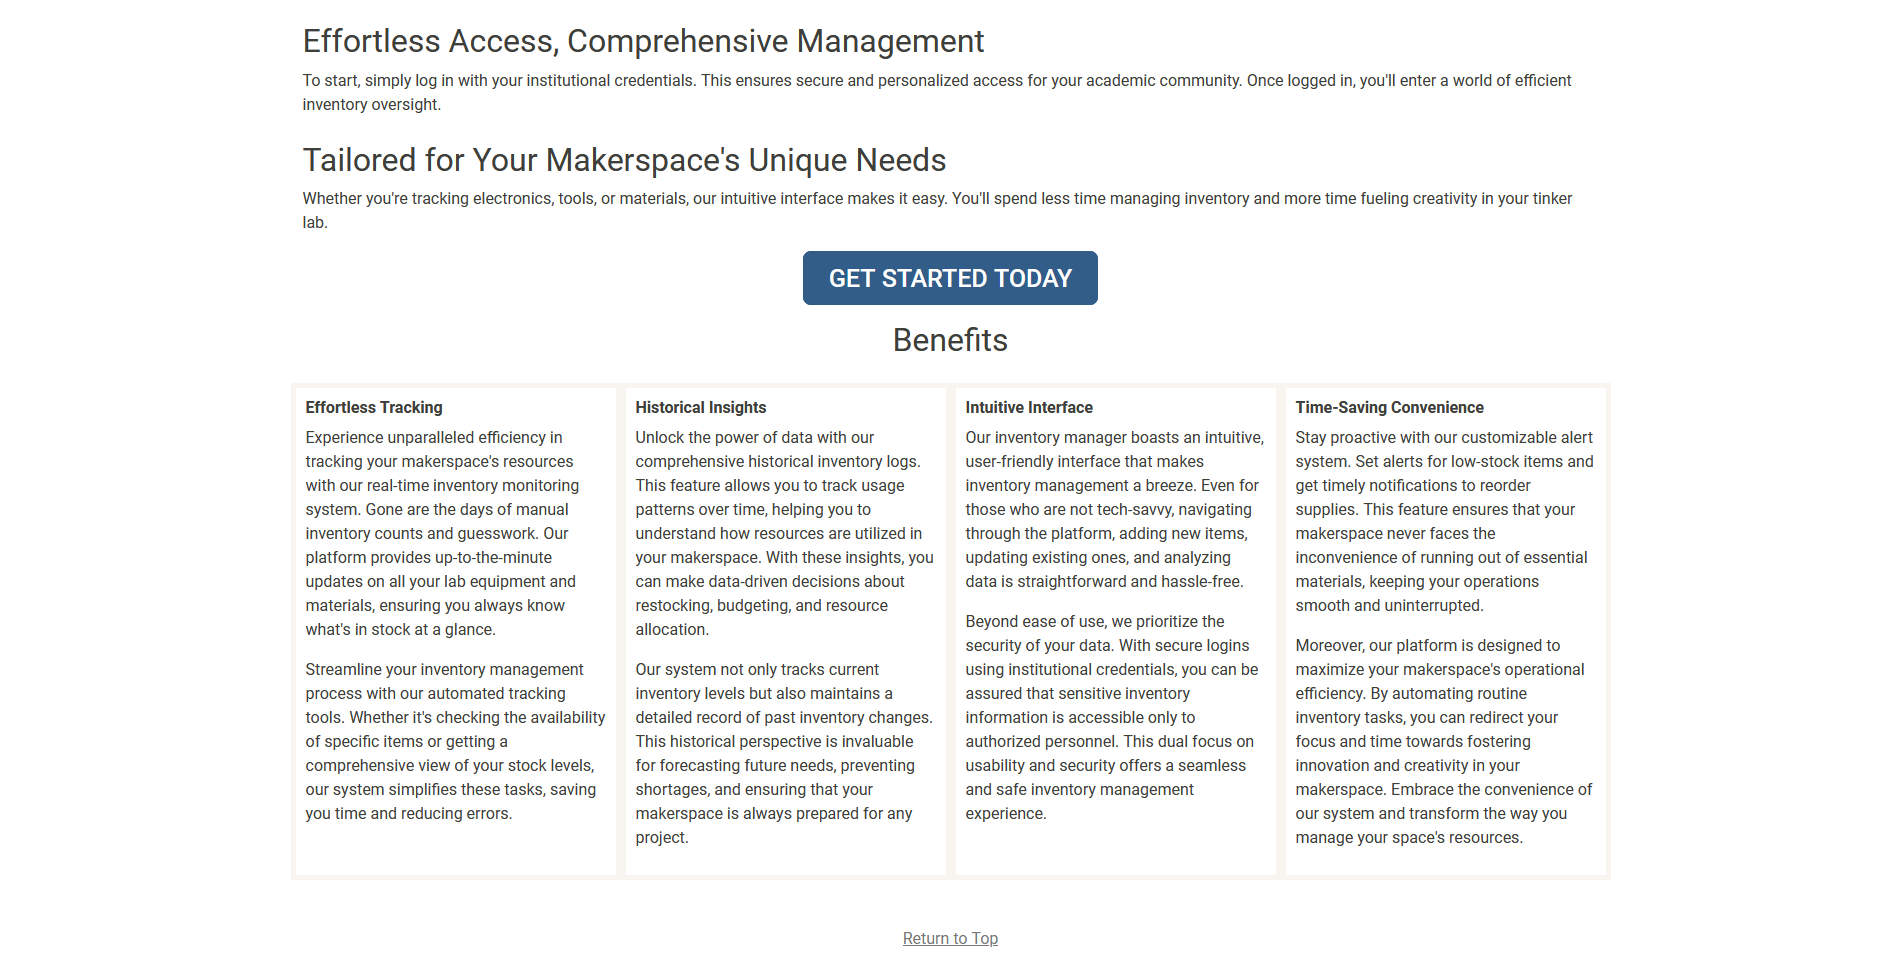 Effortless Access, Comprehensive Management
To start, simply log in with your institutional credentials. This ensures secure and personalized access for your academic community. Once logged in, you'll enter a world of efficient
inventory oversight.
Tailored for Your Makerspace's Unique Needs
Whether you're tracking electronics, tools, or materials, our intuitive interface makes it easy. You'll spend less time managing inventory and more time fueling creativity in your tinker
lab.
GET STARTED TODAY
Benefits
Effortless Tracking
Experience unparalleled efficiency in
tracking your makerspace's resources
with our real-time inventory monitoring
system. Gone are the days of manual
inventory counts and guesswork. Our
platform provides up-to-the-minute
updates on all your lab equipment and
materials, ensuring you always know
what's in stock at a glance.
Streamline your inventory management
process with our automated tracking
tools. Whether it's checking the availability
of specific items or getting a
comprehensive view of your stock levels,
our system simplifies these tasks, saving
you time and reducing errors.
Historical Insights
Unlock the power of data with our
comprehensive historical inventory logs.
This feature allows you to track usage
patterns over time, helping you to
understand how resources are utilized in
your makerspace. With these insights, you
can make data-driven decisions about
restocking, budgeting, and resource
allocation.
Our system not only tracks current
inventory levels but also maintains a
detailed record of past inventory changes.
This historical perspective is invaluable
for forecasting future needs, preventing
shortages, and ensuring that your
makerspace is always prepared for any
project.
Intuitive Interface
Our inventory manager boasts an intuitive,
user-friendly interface that makes
inventory management a breeze. Even for
those who are not tech-savvy, navigating
through the platform, adding new items,
updating existing ones, and analyzing
data is straightforward and hassle-free.
Beyond ease of use, we prioritize the
security of your data. With secure logins
using institutional credentials, you can be
assured that sensitive inventory
information is accessible only to
authorized personnel. This dual focus on
usability and security offers a seamless
and safe inventory management
experience.
Time-Saving Convenience
Stay proactive with our customizable alert
system. Set alerts for low-stock items and
get timely notifications to reorder
supplies. This feature ensures that your
makerspace never faces the
inconvenience of running out of essential
materials, keeping your operations
smooth and uninterrupted.
Moreover, our platform is designed to
maximize your makerspace's operational
efficiency. By automating routine
inventory tasks, you can redirect your
focus and time towards fostering
innovation and creativity in your
makerspace. Embrace the convenience of
our system and transform the way you
manage your space's resources.
Return to Top